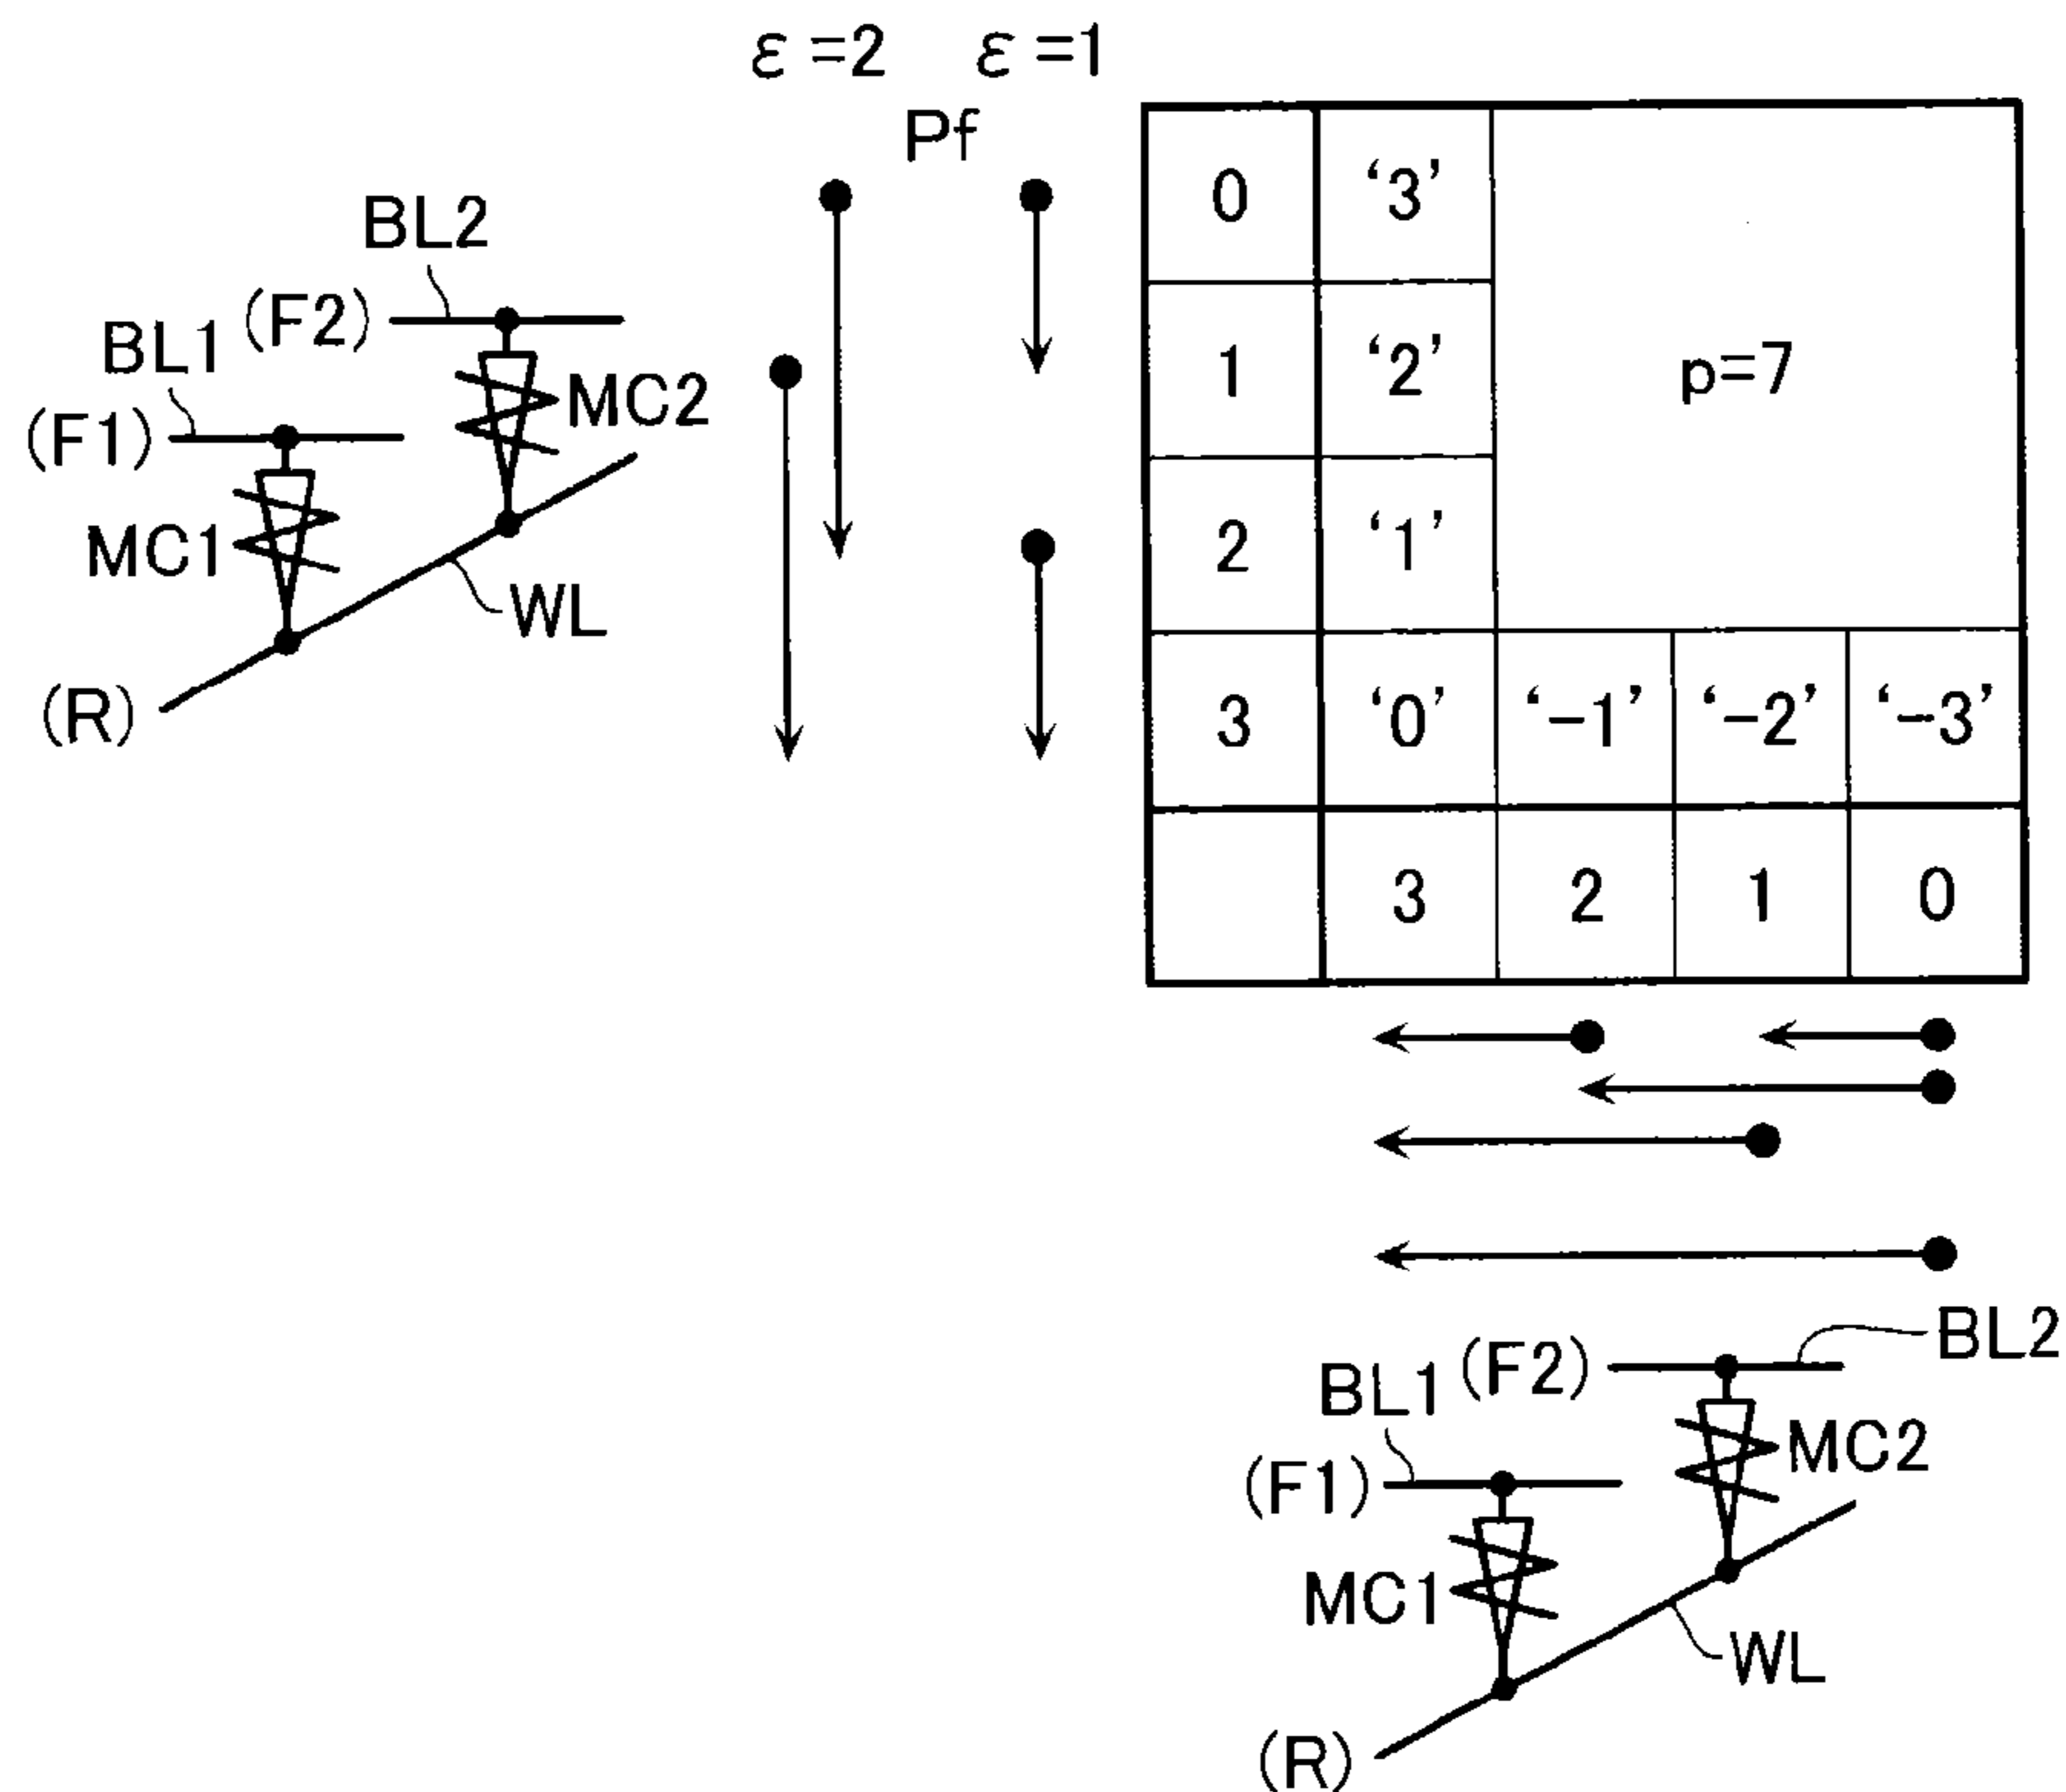 ε=2 ε=1
Pf
BL2
(F2)
BL1
(F1)
MC2
MC1
WL
(R)
0 ‘3’
1 ‘2’ p=7
2 ‘1’
3 ‘0’ ‘−1’ ‘−2’ ‘−3’
3 2 1 0
BL2
(F2)
BL1
(F1)
MC2
MC1
WL
(R)